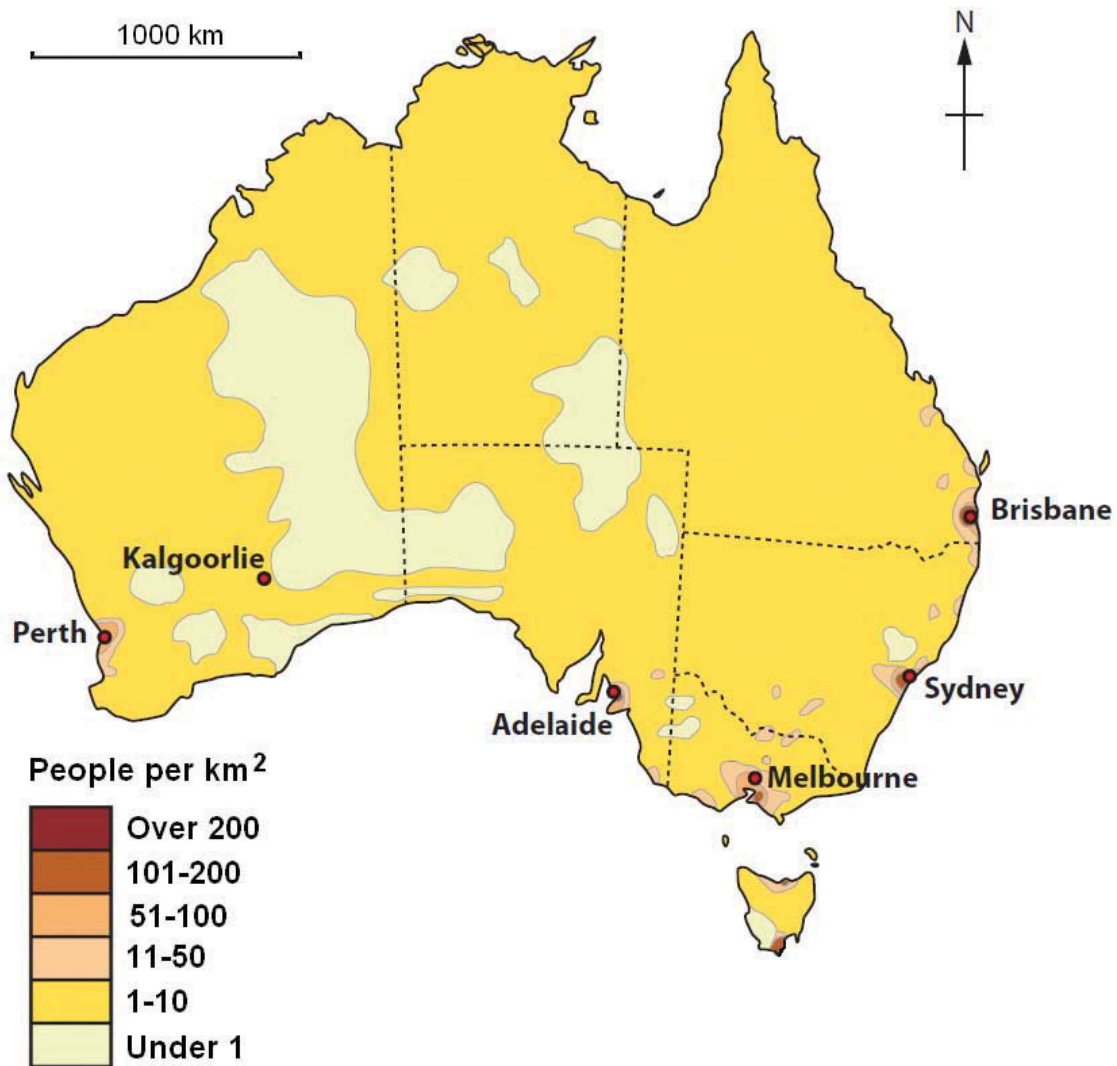 1000 km
N
Brisbane
Kalgoorlie
Perth
Sydney
Adelaide
Melbourne
People per km²
Over 200
101-200
51-100
11-50
1-10
Under 1